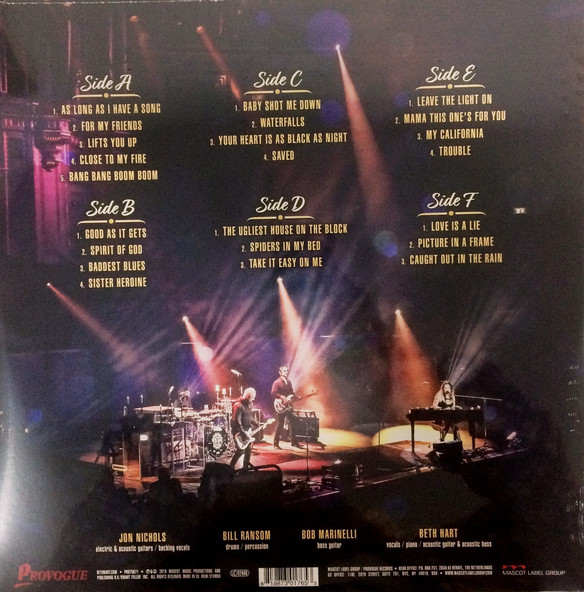 Side A
1. AS LONG AS I HAVE A SONG
2. FOR MY FRIENDS
3. LIFTS YOU UP
4. CLOSE TO MY FIRE
5. BANG BANG BOOM BOOM
Side B
1. GOOD AS IT GETS
2. SPIRIT OF GOD
3. BADDEST BLUES
4. SISTER HEROINE
Side C
1. BABY SHOT ME DOWN
2. WATERFALLS
3. YOUR HEART IS AS BLACK AS NIGHT
4. SAVED
Side D
1. THE UGLIEST HOUSE ON THE BLOCK
2. SPIDERS IN MY BED
3. TAKE IT EASY ON ME
Side E
1. LEAVE THE LIGHT ON
2. MAMA THIS ONE'S FOR YOU
3. MY CALIFORNIA
4. TROUBLE
Side F
1. LOVE IS A LIE
2. PICTURE IN A FRAME
3. CAUGHT OUT IN THE RAIN
JON NICHOLS
electric & acoustic guitars / backing vocals
BILL RANSOM
drums / percussion
BOB MARINELLI
bass guitar
BETH HART
vocals / piano / acoustic guitar & acoustic bass
PROVOGUE
MASCOT LABEL GROUP